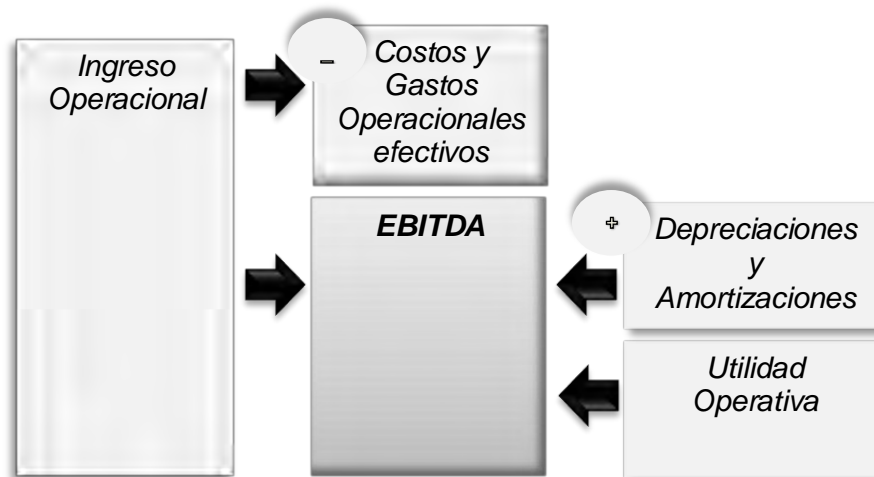 Ingreso
Operacional
–
Costos y
Gastos
Operacionales
efectivos
EBITDA
+
Depreciaciones
y
Amortizaciones
Utilidad
Operativa